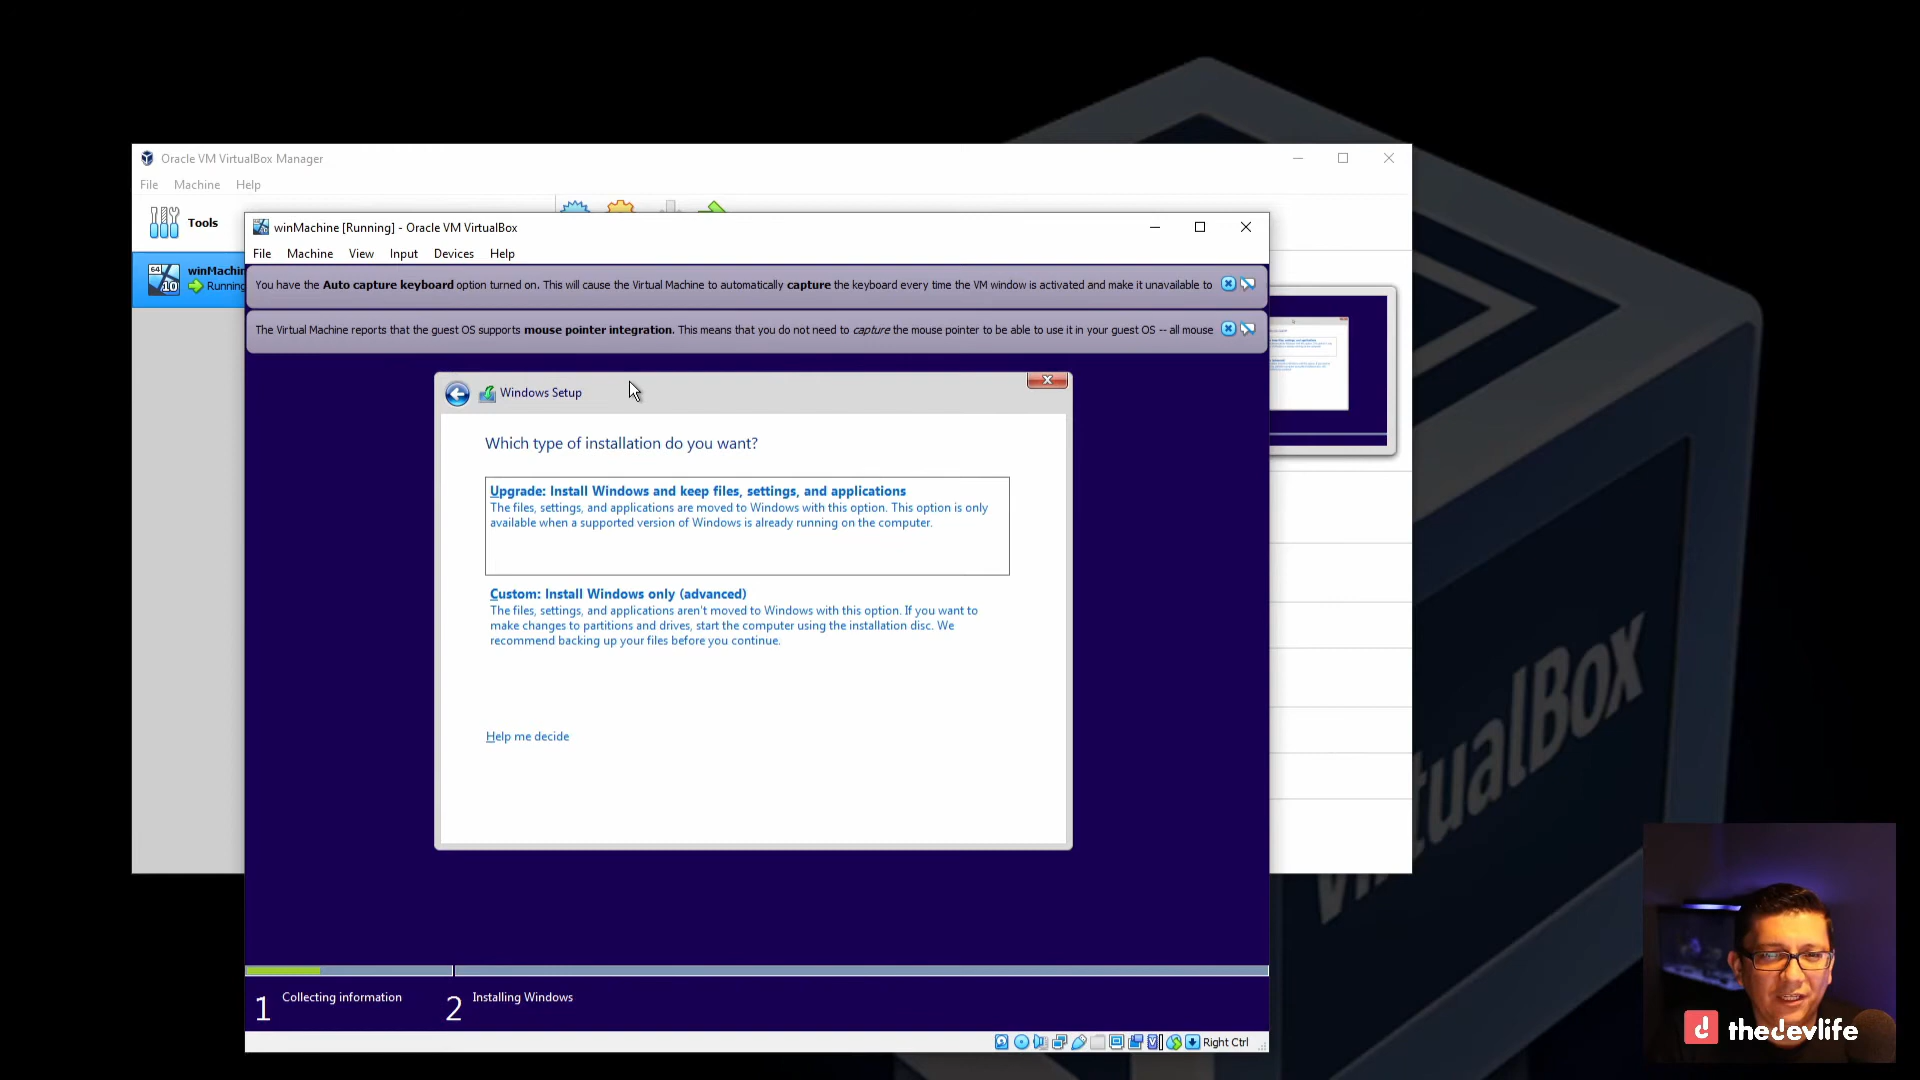 Oracle VM VirtualBox Manager
File Machine Help
Tools
winMachin
Running
64
10
winMachine [Running] - Oracle VM VirtualBox
File Machine View Input Devices Help
You have the Auto capture keyboard option turned on. This will cause the Virtual Machine to automatically capture the keyboard every time the VM window is activated and make it unavailable to
The Virtual Machine reports that the guest OS supports mouse pointer integration. This means that you do not need to capture the mouse pointer to be able to use it in your guest OS -- all mouse
Windows Setup
Which type of installation do you want?
Upgrade: Install Windows and keep files, settings, and applications
The files, settings, and applications are moved to Windows with this option. This option is only
available when a supported version of Windows is already running on the computer.
Custom: Install Windows only (advanced)
The files, settings, and applications aren't moved to Windows with this option. If you want to
make changes to partitions and drives, start the computer using the installation disc. We
recommend backing up your files before you continue.
Help me decide
1 Collecting information 2 Installing Windows
Right Ctrl
VirtualBox
tualBox
d thedevlife